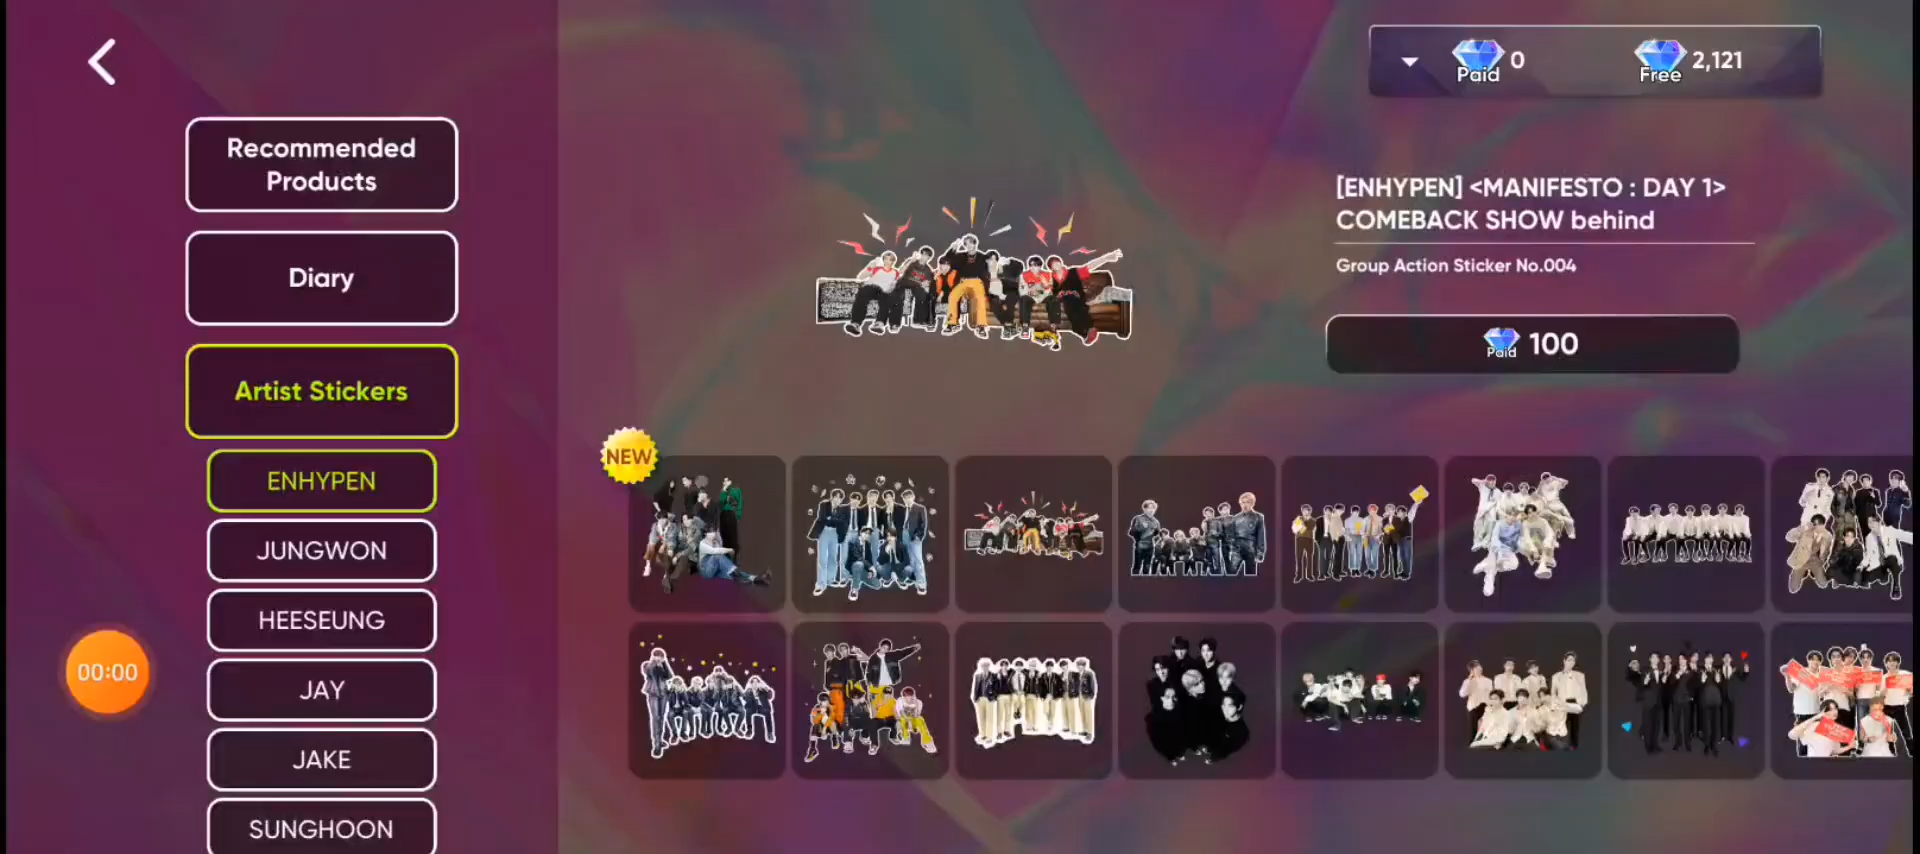 Paid 0
Free 2,121
Recommended
Products
Diary
Artist Stickers
ENHYPEN
JUNGWON
HEESEUNG
JAY
JAKE
SUNGHOON
00:00
[ENHYPEN] <MANIFESTO : DAY 1>
COMEBACK SHOW behind
Group Action Sticker No.004
Paid 100
NEW